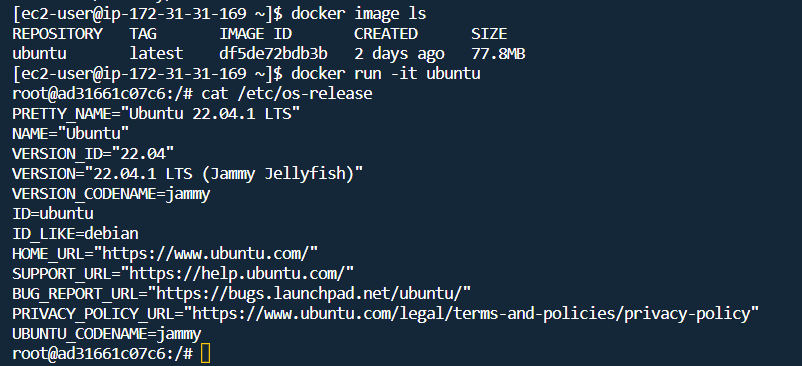 [ec2-user@ip-172-31-31-169 ~]$ docker image ls
REPOSITORY   TAG       IMAGE ID       CREATED      SIZE
ubuntu       latest    df5de72bdb3b   2 days ago   77.8MB
[ec2-user@ip-172-31-31-169 ~]$ docker run -it ubuntu
root@ad31661c07c6:/# cat /etc/os-release
PRETTY_NAME="Ubuntu 22.04.1 LTS"
NAME="Ubuntu"
VERSION_ID="22.04"
VERSION="22.04.1 LTS (Jammy Jellyfish)"
VERSION_CODENAME=jammy
ID=ubuntu
ID_LIKE=debian
HOME_URL="https://www.ubuntu.com/"
SUPPORT_URL="https://help.ubuntu.com/"
BUG_REPORT_URL="https://bugs.launchpad.net/ubuntu/"
PRIVACY_POLICY_URL="https://www.ubuntu.com/legal/terms-and-policies/privacy-policy"
UBUNTU_CODENAME=jammy
root@ad31661c07c6:/#